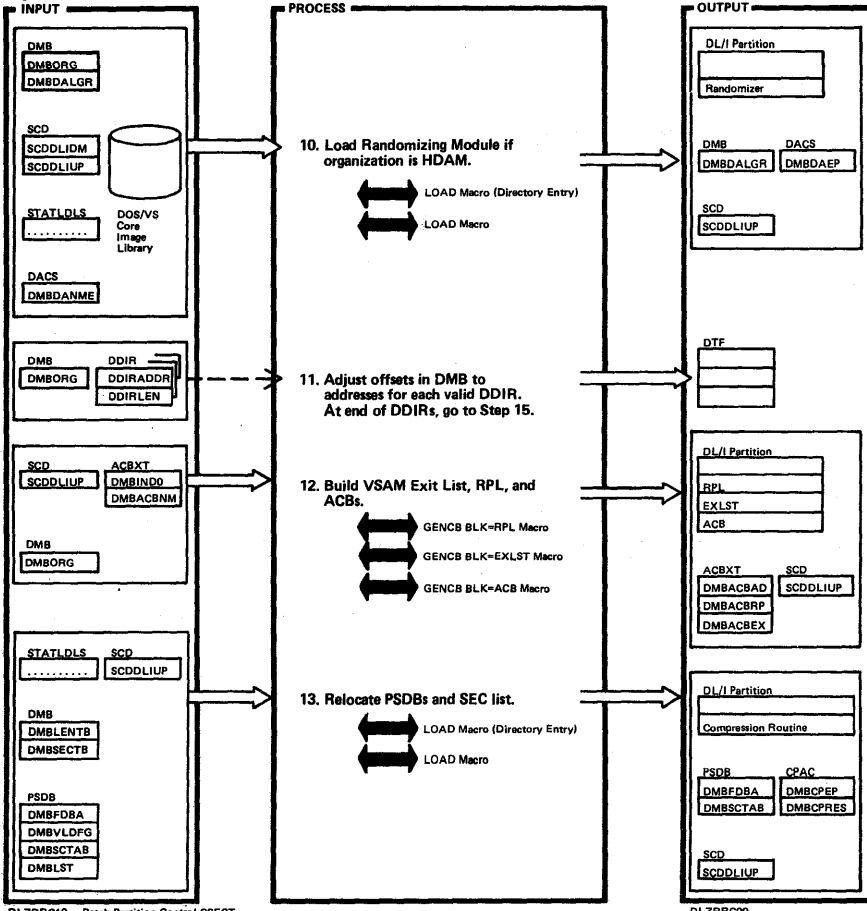 INPUT
PROCESS
OUTPUT
DMB
DMBORG
DMBDALGR
SCD
SCDDLIDM
SCDDLIUP
STATLDLS
..........
DOS/VS
Core
Image
Library
DACS
DMBDANME
10. Load Randomizing Module if
organization is HDAM.
LOAD Macro (Directory Entry)
LOAD Macro
DL/I Partition
Randomizer
DMB
DMBDALGR
DACS
DMBDAEP
SCD
SCDDLIUP
DMB
DMBORG
DDIR
DDIRADDR
DDIRLEN
11. Adjust offsets in DMB to
addresses for each valid DDIR.
At end of DDIRs, go to Step 15.
DTF
SCD
SCDDLIUP
ACBXT
DMBIND0
DMBACBNM
DMB
DMBORG
12. Build VSAM Exit List, RPL, and
ACBs.
GENCB BLK=RPL Macro
GENCB BLK=EXLST Macro
GENCB BLK=ACB Macro
DL/I Partition
RPL
EXLST
ACB
ACBXT
DMBACBAD
DMBACBRP
DMBACBEX
SCD
SCDDLIUP
STATLDLS
..........
SCD
SCDDLIUP
DMB
DMBLENTB
DMBSECTB
PSDB
DMBFDBA
DMBVLDFG
DMBSCTAB
DMBLST
13. Relocate PSDBs and SEC list.
LOAD Macro (Directory Entry)
LOAD Macro
DL/I Partition
Compression Routine
PSDB
DMBFDBA
DMBSCTAB
CPAC
DMBCPEP
DMBCPRES
SCD
SCDDLIUP
Batch Partition Control CSECT